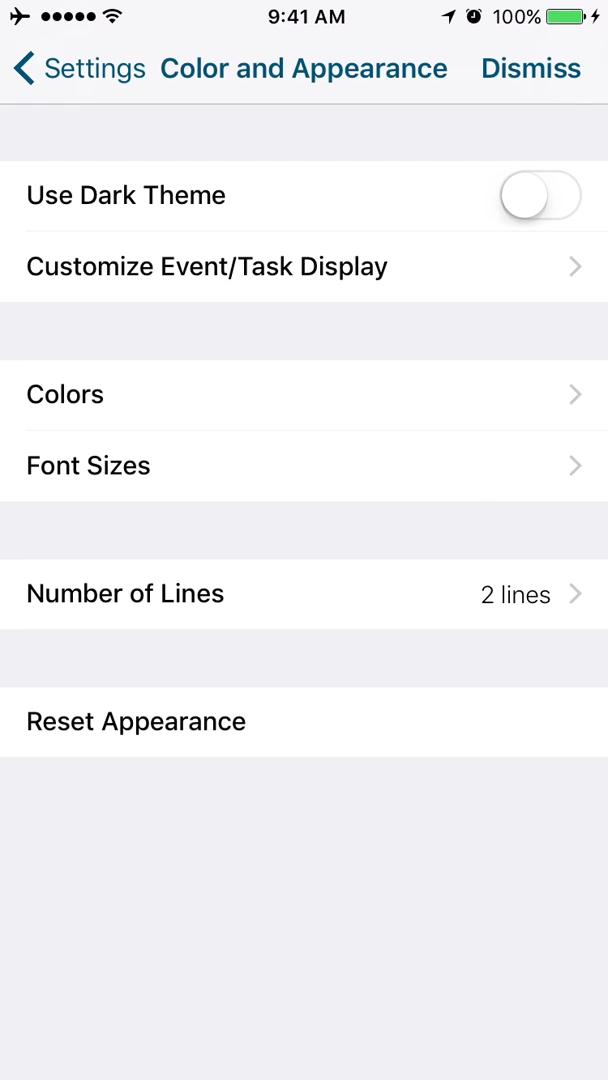 9:41 AM 100%
Settings Color and Appearance Dismiss
Use Dark Theme
Customize Event/Task Display
Colors
Font Sizes
Number of Lines 2 lines
Reset Appearance